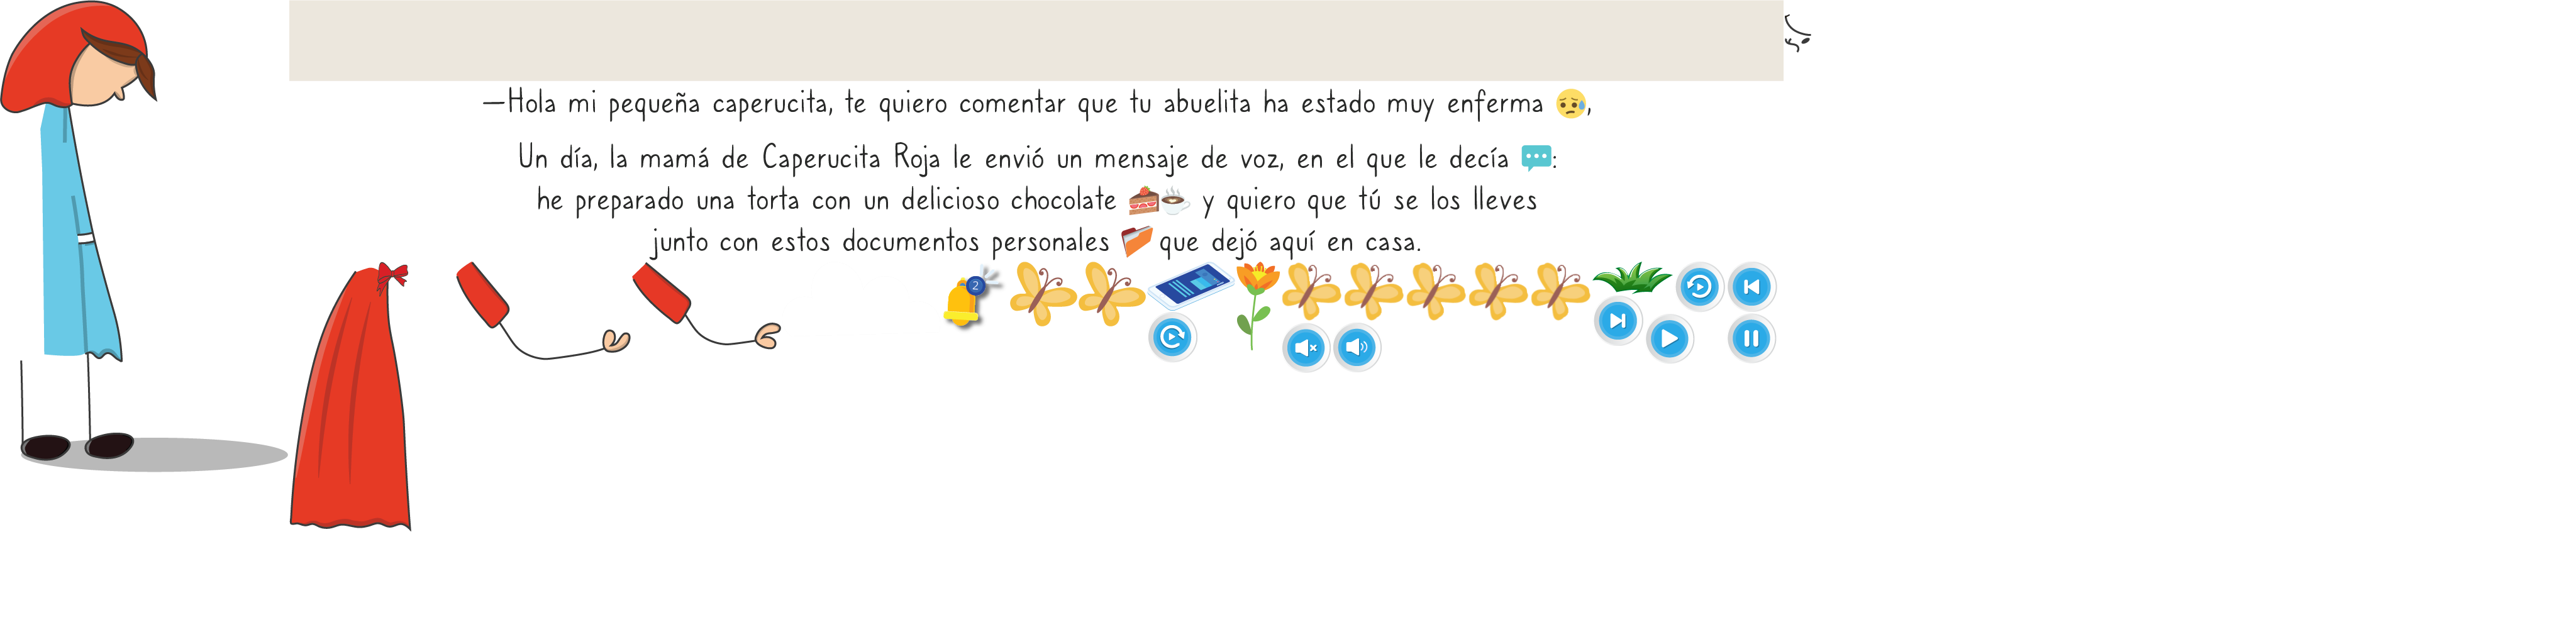 —Hola mi pequeña caperucita, te quiero comentar que tu abuelita ha estado muy enferma 😥,
Un día, la mamá de Caperucita Roja le envió un mensaje de voz, en el que le decía 💬:
he preparado una torta con un delicioso chocolate 🍰☕ y quiero que tú se los lleves
junto con estos documentos personales 📁 que dejó aquí en casa.
2